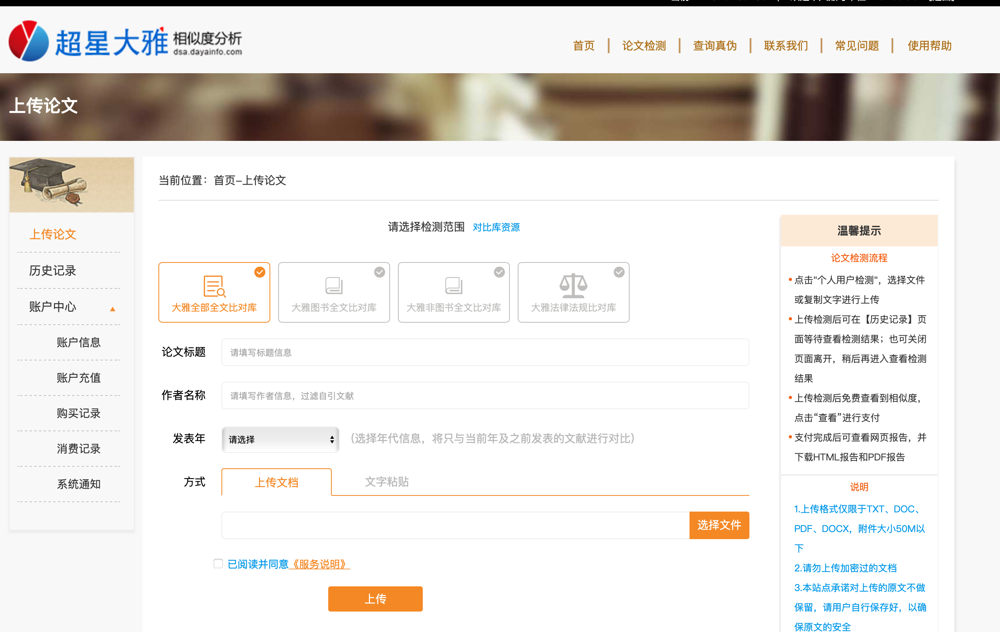 超星大雅 相似度分析
dsa.dayainfo.com
首页 论文检测 查询真伪 联系我们 常见问题 使用帮助
上传论文
上传论文
历史记录
账户中心
账户信息
账户充值
购买记录
消费记录
系统通知
当前位置：首页–上传论文
请选择检测范围 对比库资源
大雅全部全文比对库 大雅图书全文比对库 大雅非图书全文比对库 大雅法律法规比对库
论文标题 请填写标题信息
作者名称 请填写作者信息，过滤自引文献
发表年 请选择 （选择年代信息，将只与当前年及之前发表的文献进行对比）
方式 上传文档 文字粘贴
选择文件
已阅读并同意《服务说明》
上传
温馨提示
论文检测流程
点击"个人用户检测"，选择文件
或复制文字进行上传
上传检测后可在【历史记录】页
面等待查看检测结果；也可关闭
页面离开，稍后再进入查看检测
结果
上传检测后免费查看到相似度，
点击“查看”进行支付
支付完成后可查看网页报告，并
下载HTML报告和PDF报告
说明
1.上传格式仅限于TXT、DOC、
PDF、DOCX，附件大小50M以
下
2.请勿上传加密过的文档
3.本站点承诺对上传的原文不做
保留，请用户自行保存好，以确
保原文的安全